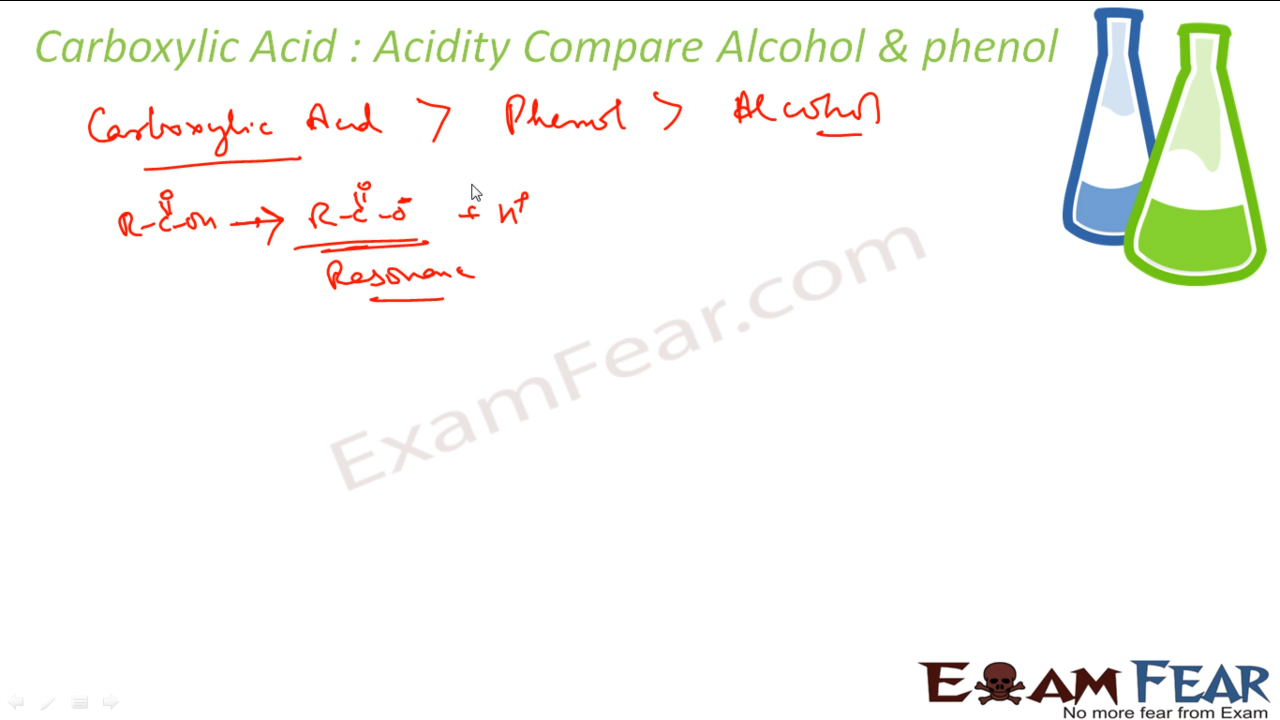 Carboxylic Acid : Acidity Compare Alcohol & phenol
Carboxylic Acid > Phenol > Alcohol
R-C-OH → R-C-O⁻ + H⁺
O O
Resonanc
ExamFear.com
EXAM FEAR
No more fear from Exam